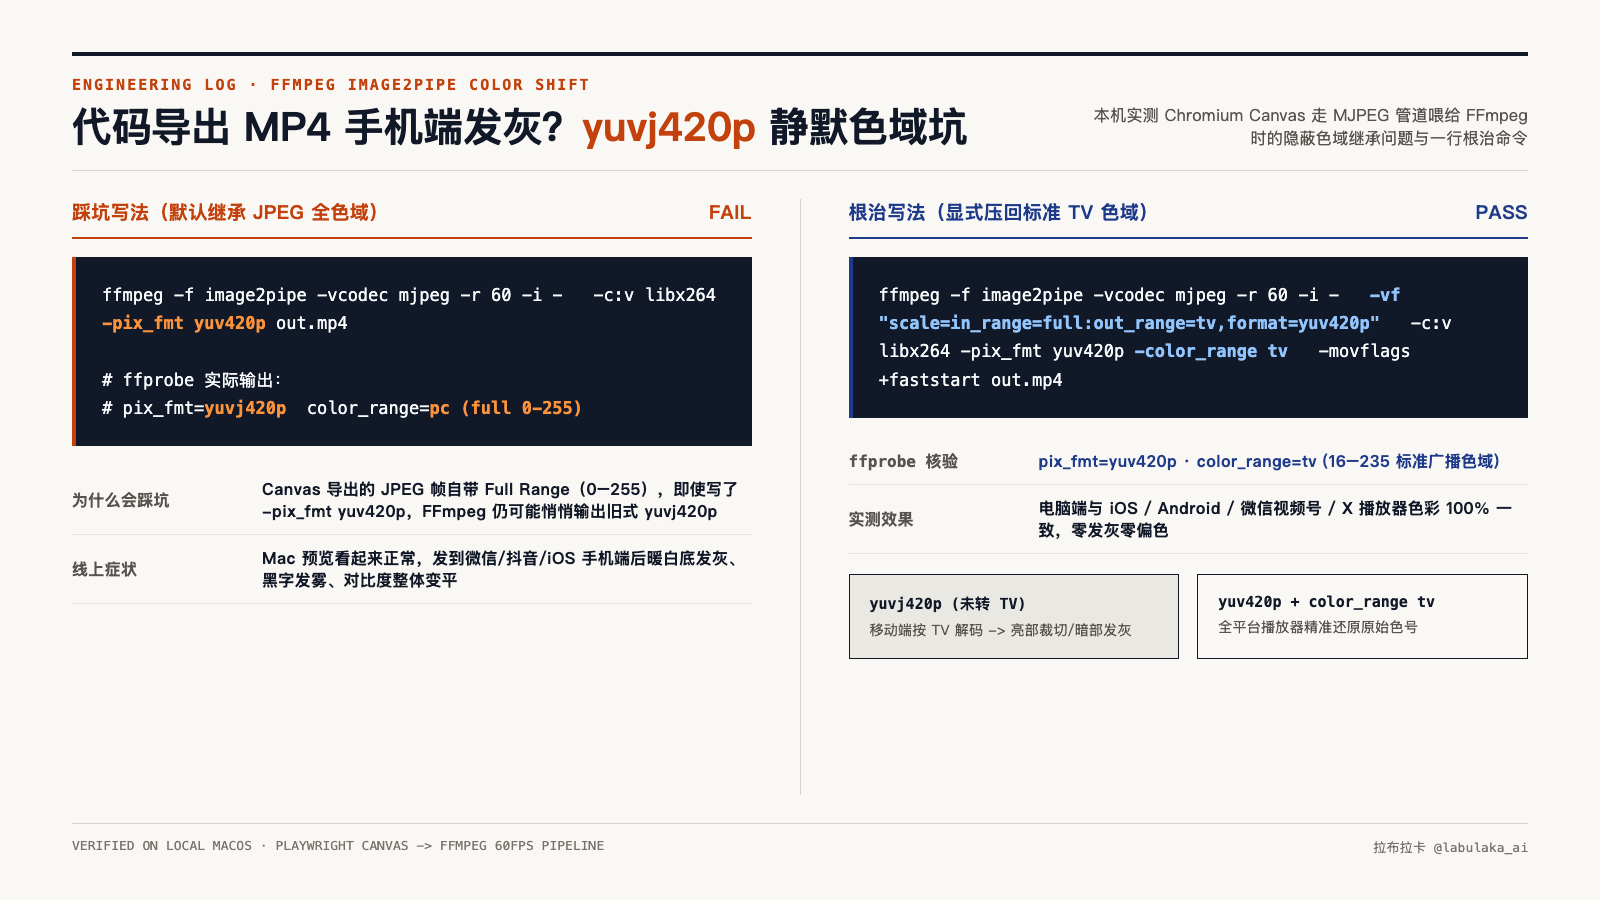 ENGINEERING LOG · FFMPEG IMAGE2PIPE COLOR SHIFT
代码导出 MP4 手机端发灰？yuvj420p 静默色域坑
本机实测 Chromium Canvas 走 MJPEG 管道喂给 FFmpeg
时的隐蔽色域继承问题与一行根治命令
踩坑写法（默认继承 JPEG 全色域）
FAIL
ffmpeg -f image2pipe -vcodec mjpeg -r 60 -i -   -c:v libx264
-pix_fmt yuv420p out.mp4
# ffprobe 实际输出：
# pix_fmt=yuvj420p  color_range=pc (full 0-255)
为什么会踩坑
Canvas 导出的 JPEG 帧自带 Full Range（0—255），即使写了
-pix_fmt yuv420p，FFmpeg 仍可能悄悄输出旧式 yuvj420p
线上症状
Mac 预览看起来正常，发到微信/抖音/iOS 手机端后暖白底发灰、
黑字发雾、对比度整体变平
根治写法（显式压回标准 TV 色域）
PASS
ffmpeg -f image2pipe -vcodec mjpeg -r 60 -i -   -vf
"scale=in_range=full:out_range=tv,format=yuv420p"   -c:v
libx264 -pix_fmt yuv420p -color_range tv   -movflags
+faststart out.mp4
ffprobe 核验
pix_fmt=yuv420p · color_range=tv (16—235 标准广播色域)
实测效果
电脑端与 iOS / Android / 微信视频号 / X 播放器色彩 100% 一
致，零发灰零偏色
yuvj420p (未转 TV)
移动端按 TV 解码 -> 亮部裁切/暗部发灰
yuv420p + color_range tv
全平台播放器精准还原原始色号
VERIFIED ON LOCAL MACOS · PLAYWRIGHT CANVAS -> FFMPEG 60FPS PIPELINE
拉布拉卡 @labulaka_ai